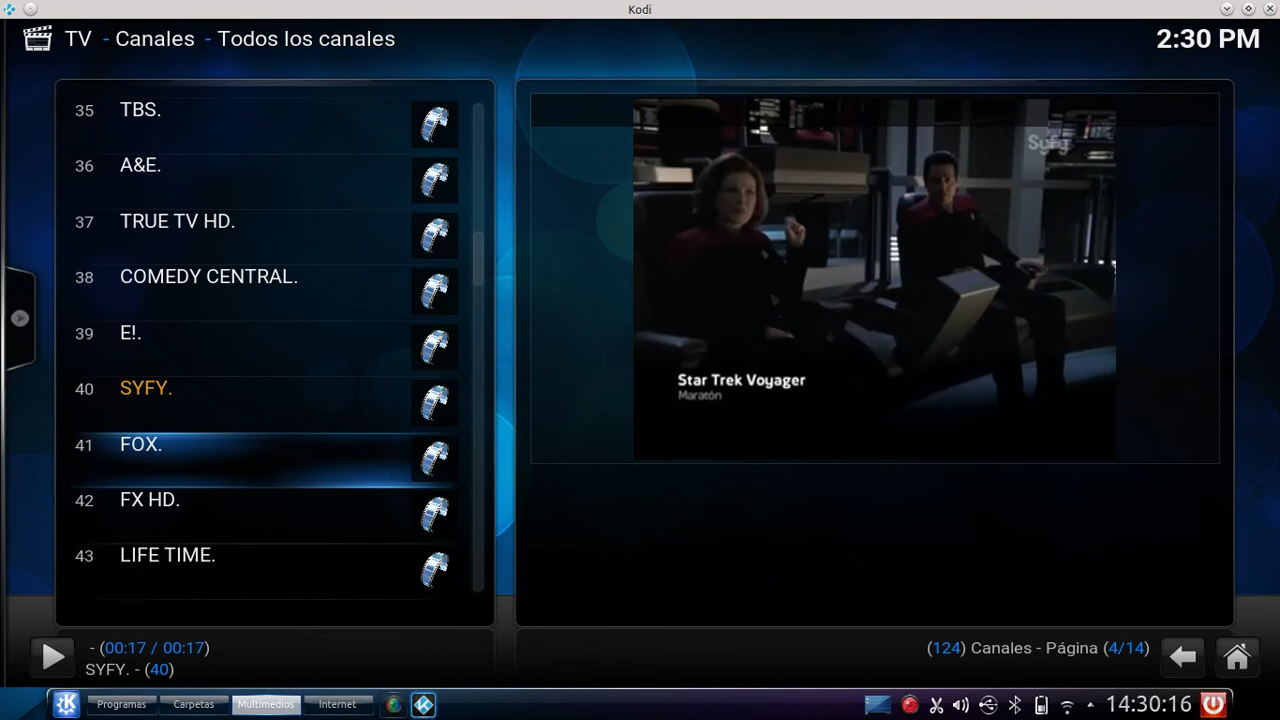 Kodi
TV - Canales - Todos los canales
2:30 PM
35 TBS.
36 A&E.
37 TRUE TV HD.
38 COMEDY CENTRAL.
39 E!.
40 SYFY.
41 FOX.
42 FX HD.
43 LIFE TIME.
Syfy
Star Trek Voyager
Maratón
- (00:17 / 00:17)
SYFY. - (40)
(124) Canales - Página (4/14)
Programas
Carpetas
Multimedios
Internet
14:30:16